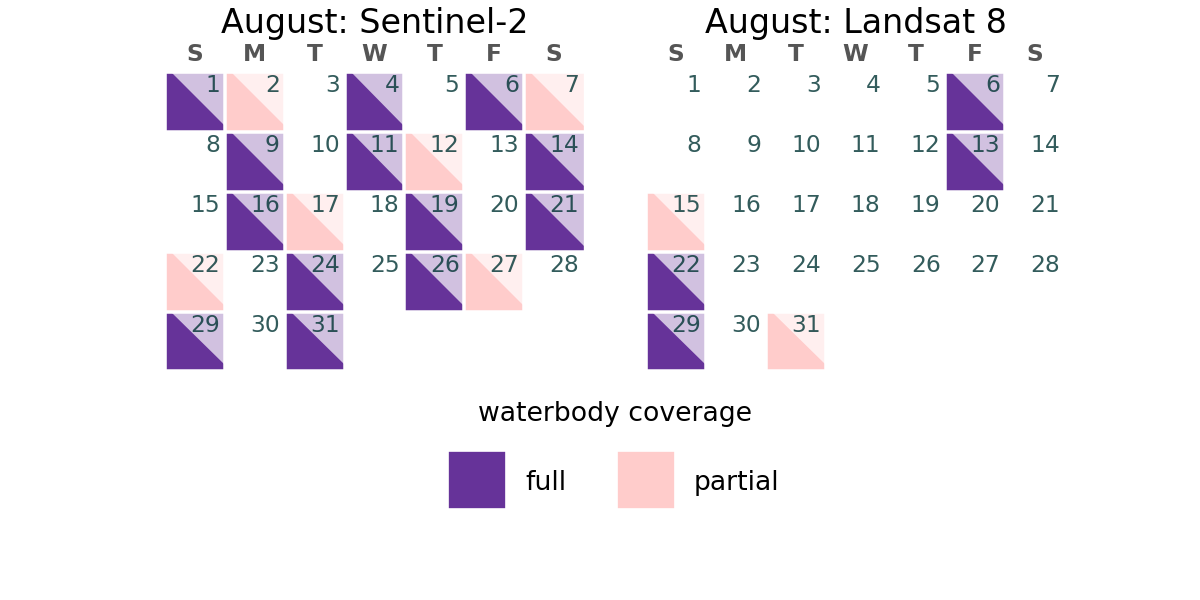 August: Sentinel-2
S M T W T F S
1 2 3 4 5 6 7
8 9 10 11 12 13 14
15 16 17 18 19 20 21
22 23 24 25 26 27 28
29 30 31
August: Landsat 8
S M T W T F S
1 2 3 4 5 6 7
8 9 10 11 12 13 14
15 16 17 18 19 20 21
22 23 24 25 26 27 28
29 30 31
waterbody coverage
full partial